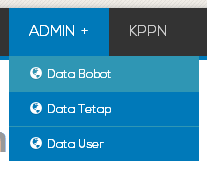 ADMIN + KPPN
Data Bobot
Data Tetap
Data User